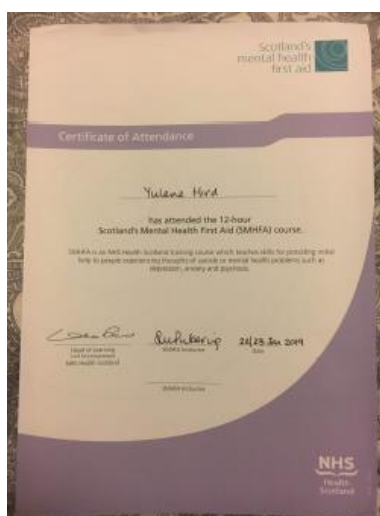 Scotland's
mental health
first aid
Certificate of Attendance
Yulene Hird
has attended the 12-hour
Scotland's Mental Health First Aid (SMHFA) course.
SMHFA is an NHS Health Scotland training course which teaches skills for providing initial
help to people experiencing thoughts of suicide or mental health problems such as
depression, anxiety and psychosis.
Head of Learning
and Improvement
NHS Health Scotland
SMHFA Instructor
Jan 2019
Date
SMHFA Instructor
NHS
Health
Scotland